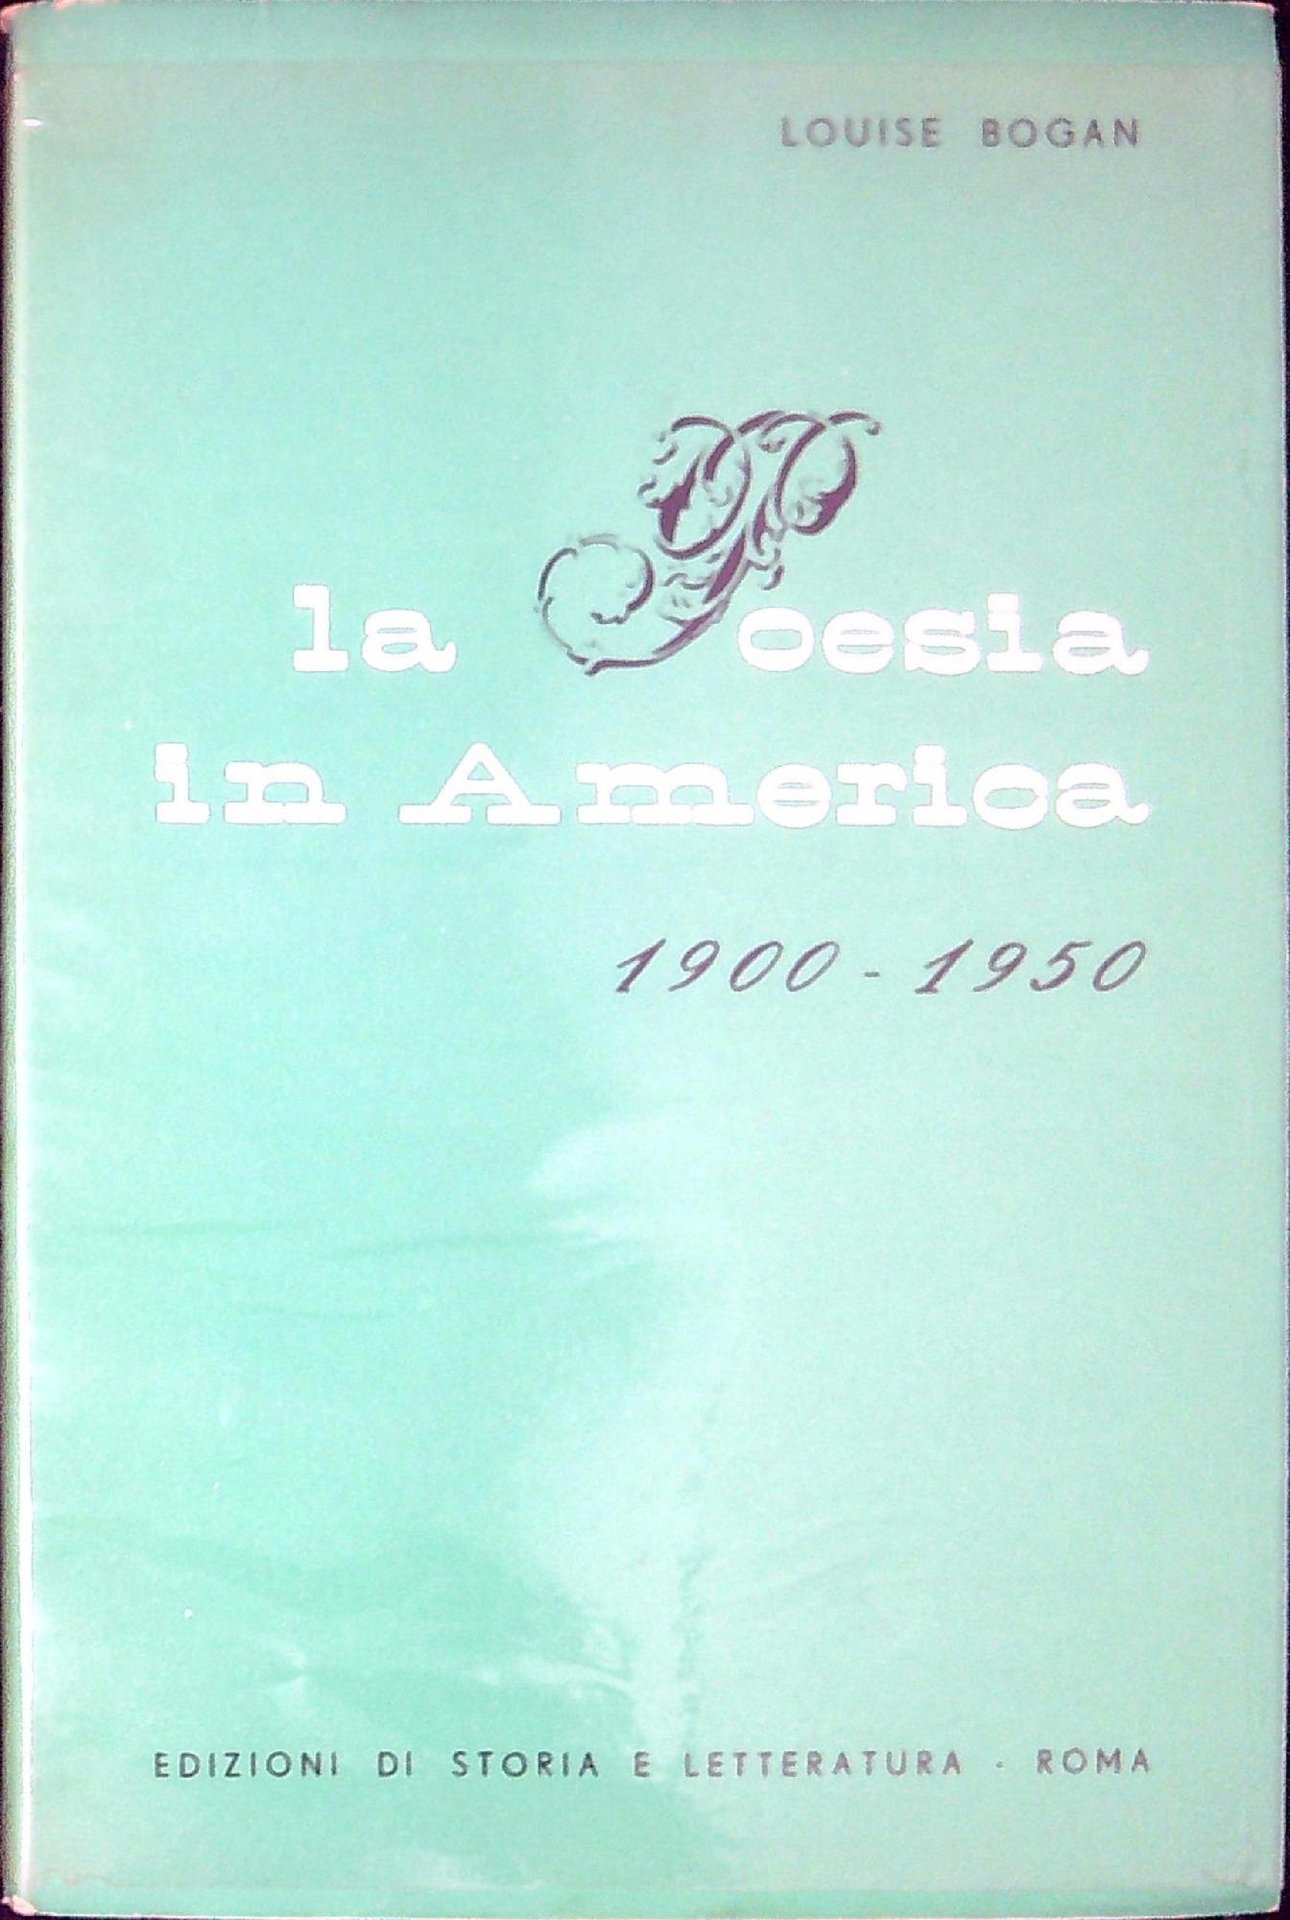 LOUISE BOGAN
la Poesia
in America
1900 - 1950
EDIZIONI DI STORIA E LETTERATURA · ROMA